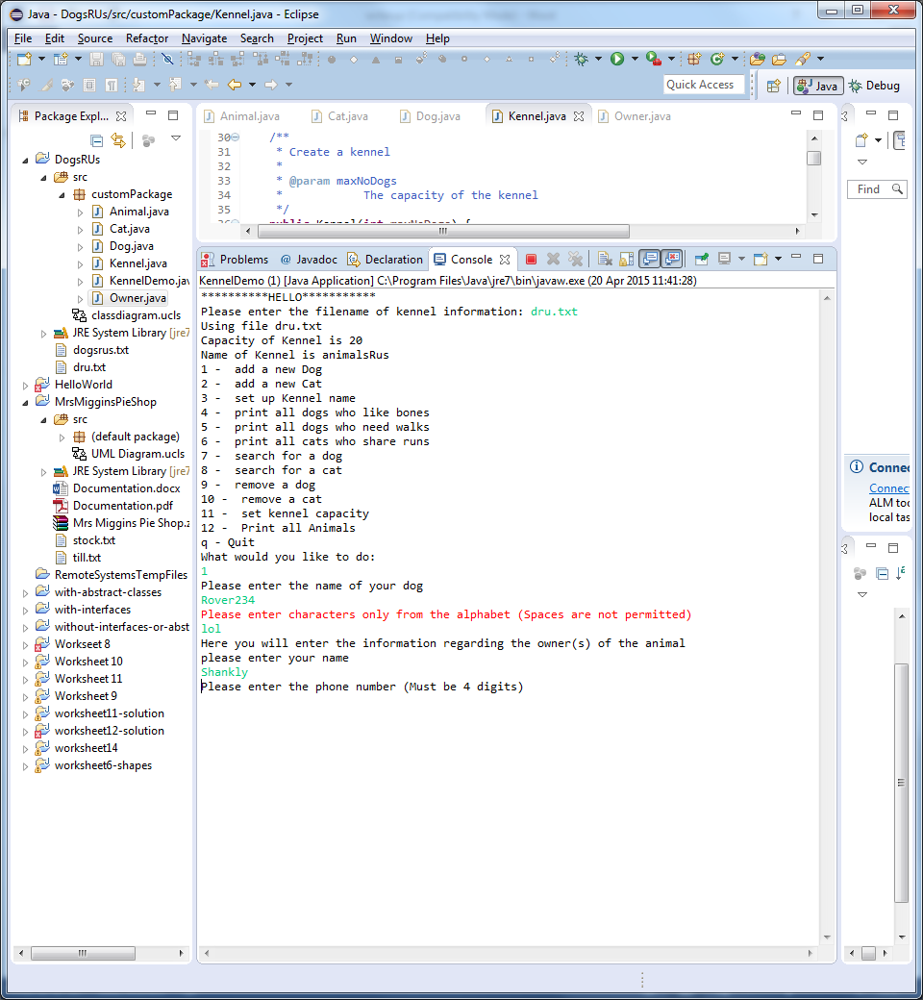 Java - DogsRUs/src/customPackage/Kennel.java - Eclipse
File Edit Source Refactor Navigate Search Project Run Window Help
Quick Access
Java
Debug
Package Expl...
DogsRUs
src
customPackage
Animal.java
Cat.java
Dog.java
Kennel.java
KennelDemo.jav
Owner.java
classdiagram.ucls
JRE System Library [jre7
dogsrus.txt
dru.txt
HelloWorld
MrsMigginsPieShop
src
(default package)
UML Diagram.ucls
JRE System Library [jre7
Documentation.docx
Documentation.pdf
Mrs Miggins Pie Shop.z
stock.txt
till.txt
RemoteSystemsTempFiles
with-abstract-classes
with-interfaces
without-interfaces-or-abst
Workseet 8
Worksheet 10
Worksheet 11
Worksheet 9
worksheet11-solution
worksheet12-solution
worksheet14
worksheet6-shapes
Animal.java Cat.java Dog.java Kennel.java Owner.java
30 /**
31 * Create a kennel
32 *
33 * @param maxNoDogs
34 * The capacity of the kennel
35 */
36 public Kennel(int maxNoDogs) {
Problems Javadoc Declaration Console
KennelDemo (1) [Java Application] C:\Program Files\Java\jre7\bin\javaw.exe (20 Apr 2015 11:41:28)
**********HELLO***********
Please enter the filename of kennel information: dru.txt
Using file dru.txt
Capacity of Kennel is 20
Name of Kennel is animalsRus
1 -  add a new Dog
2 -  add a new Cat
3 -  set up Kennel name
4 -  print all dogs who like bones
5 -  print all dogs who need walks
6 -  print all cats who share runs
7 -  search for a dog
8 -  search for a cat
9 -  remove a dog
10 -  remove a cat
11 -  set kennel capacity
12 -  Print all Animals
q - Quit
What would you like to do:
1
Please enter the name of your dog
Rover234
Please enter characters only from the alphabet (Spaces are not permitted)
lol
Here you will enter the information regarding the owner(s) of the animal
please enter your name
Shankly
Please enter the phone number (Must be 4 digits)
Find
Connec
Connect
ALM too
local tas